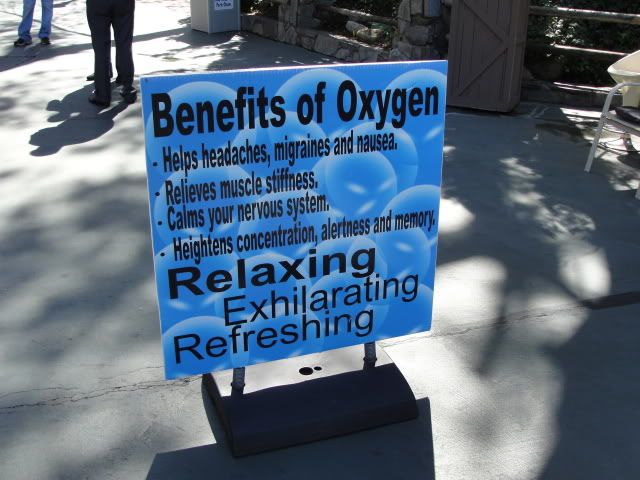 Benefits of Oxygen
- Helps headaches, migraines and nausea.
- Relieves muscle stiffness.
- Calms your nervous system.
- Heightens concentration, alertness and memory.
Relaxing
Exhilarating
Refreshing